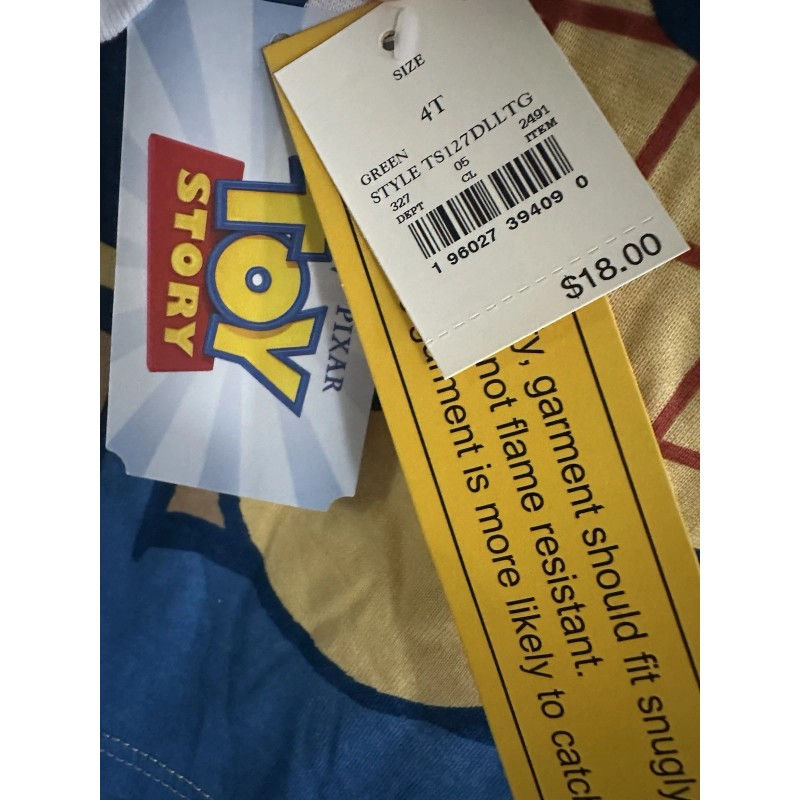 SIZE
4T
GREEN
STYLE TS127DLLTG
327 05 2491
DEPT CL ITEM
1 96027 39409 0
$18.00
TOY
STORY
PIXAR
garment should fit snugly
not flame resistant.
is more likely to catch